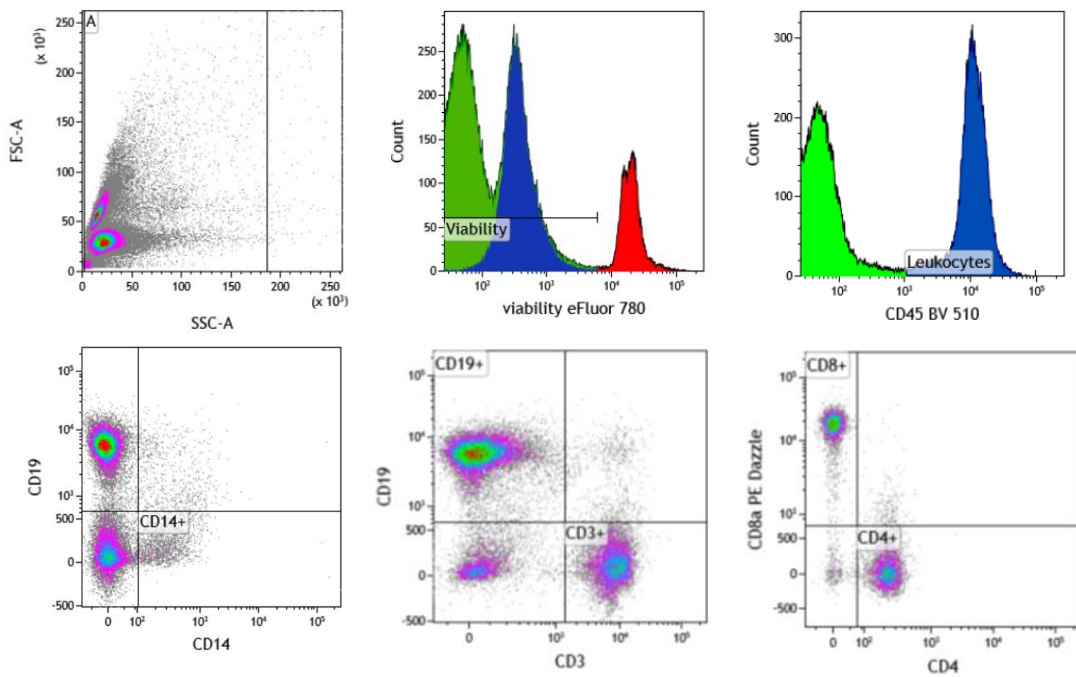 A
(x 10³)
250
200
150
100
50
0
FSC-A
0 50 100 150 200 250
(x 10³)
SSC-A
250
200
150
100
50
0
Count
Viability
10² 10³ 10⁴ 10⁵
viability eFluor 780
300
200
100
0
Count
Leukocytes
10² 10³ 10⁴ 10⁵
CD45 BV 510
10⁵
10⁴
10³
500
0
-500
CD19
CD14+
0 10² 10³ 10⁴ 10⁵
CD14
CD19+
10⁵
10⁴
10³
500
0
-500
CD19
CD3+
0 10³ 10⁴ 10⁵
CD3
CD8+
10⁵
10⁴
10³
500
0
-500
CD8a PE Dazzle
CD4+
0 10² 10³ 10⁴ 10⁵
CD4